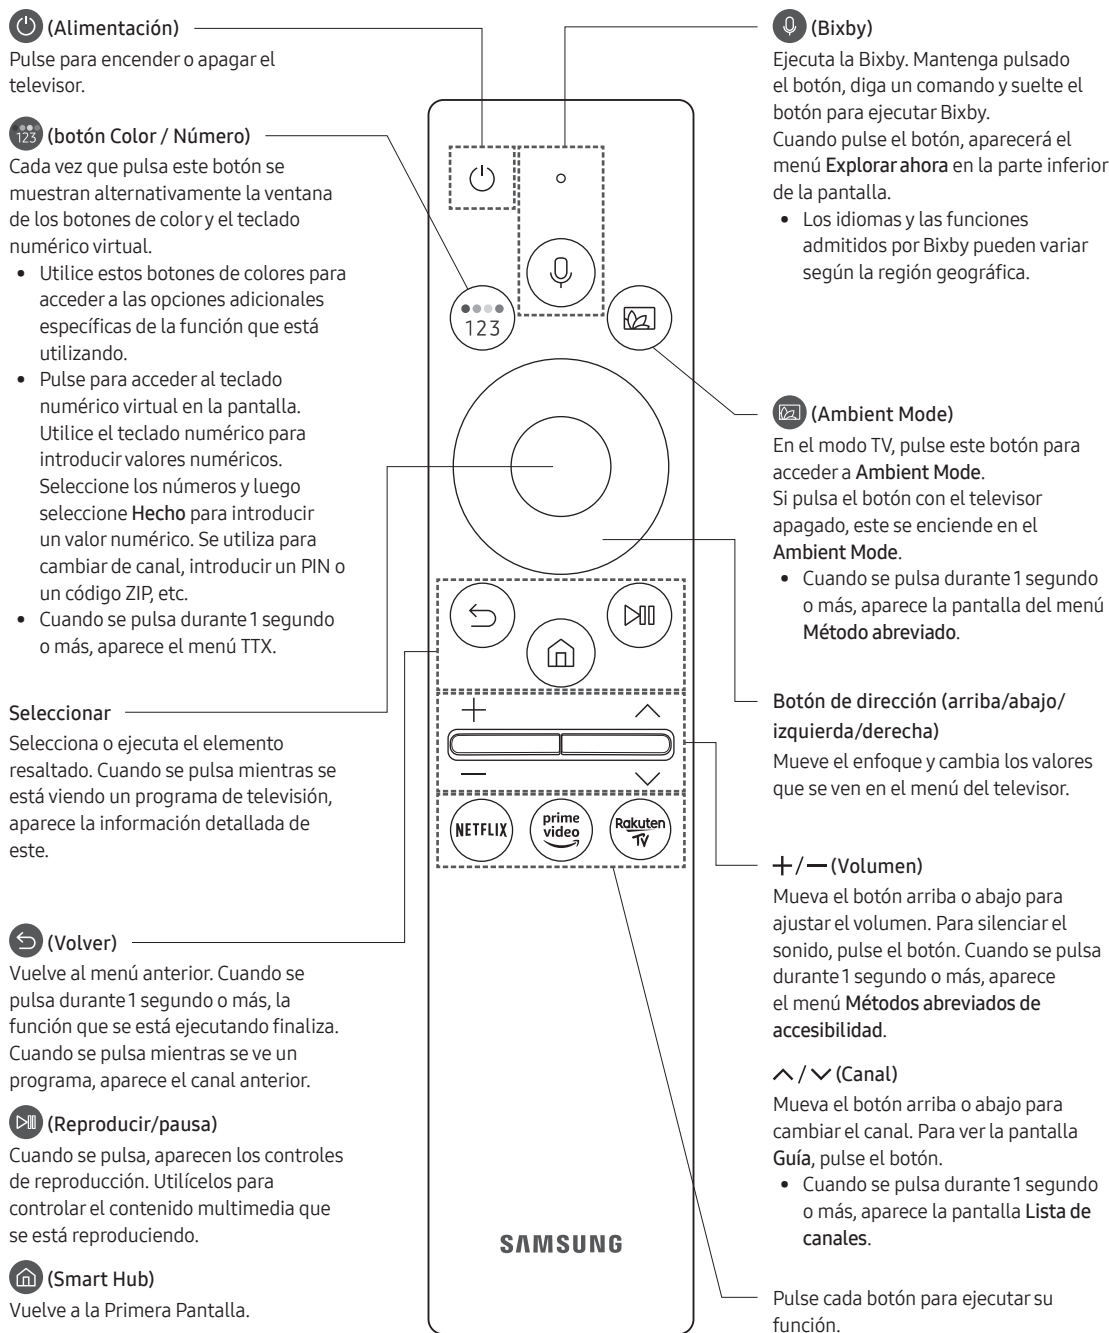 (Alimentación)
Pulse para encender o apagar el
televisor.
123 (botón Color / Número)
Cada vez que pulsa este botón se
muestran alternativamente la ventana
de los botones de color y el teclado
numérico virtual.
• Utilice estos botones de colores para
acceder a las opciones adicionales
específicas de la función que está
utilizando.
• Pulse para acceder al teclado
numérico virtual en la pantalla.
Utilice el teclado numérico para
introducir valores numéricos.
Seleccione los números y luego
seleccione Hecho para introducir
un valor numérico. Se utiliza para
cambiar de canal, introducir un PIN o
un código ZIP, etc.
• Cuando se pulsa durante 1 segundo
o más, aparece el menú TTX.
Seleccionar
Selecciona o ejecuta el elemento
resaltado. Cuando se pulsa mientras se
está viendo un programa de televisión,
aparece la información detallada de
este.
(Volver)
Vuelve al menú anterior. Cuando se
pulsa durante 1 segundo o más, la
función que se está ejecutando finaliza.
Cuando se pulsa mientras se ve un
programa, aparece el canal anterior.
(Reproducir/pausa)
Cuando se pulsa, aparecen los controles
de reproducción. Utilícelos para
controlar el contenido multimedia que
se está reproduciendo.
(Smart Hub)
Vuelve a la Primera Pantalla.
123
NETFLIX
prime
video
Rakuten
TV
SAMSUNG
(Bixby)
Ejecuta la Bixby. Mantenga pulsado
el botón, diga un comando y suelte el
botón para ejecutar Bixby.
Cuando pulse el botón, aparecerá el
menú Explorar ahora en la parte inferior
de la pantalla.
• Los idiomas y las funciones
admitidos por Bixby pueden variar
según la región geográfica.
(Ambient Mode)
En el modo TV, pulse este botón para
acceder a Ambient Mode.
Si pulsa el botón con el televisor
apagado, este se enciende en el
Ambient Mode.
• Cuando se pulsa durante 1 segundo
o más, aparece la pantalla del menú
Método abreviado.
Botón de dirección (arriba/abajo/
izquierda/derecha)
Mueve el enfoque y cambia los valores
que se ven en el menú del televisor.
+/− (Volumen)
Mueva el botón arriba o abajo para
ajustar el volumen. Para silenciar el
sonido, pulse el botón. Cuando se pulsa
durante 1 segundo o más, aparece
el menú Métodos abreviados de
accesibilidad.
/ (Canal)
Mueva el botón arriba o abajo para
cambiar el canal. Para ver la pantalla
Guía, pulse el botón.
• Cuando se pulsa durante 1 segundo
o más, aparece la pantalla Lista de
canales.
Pulse cada botón para ejecutar su
función.